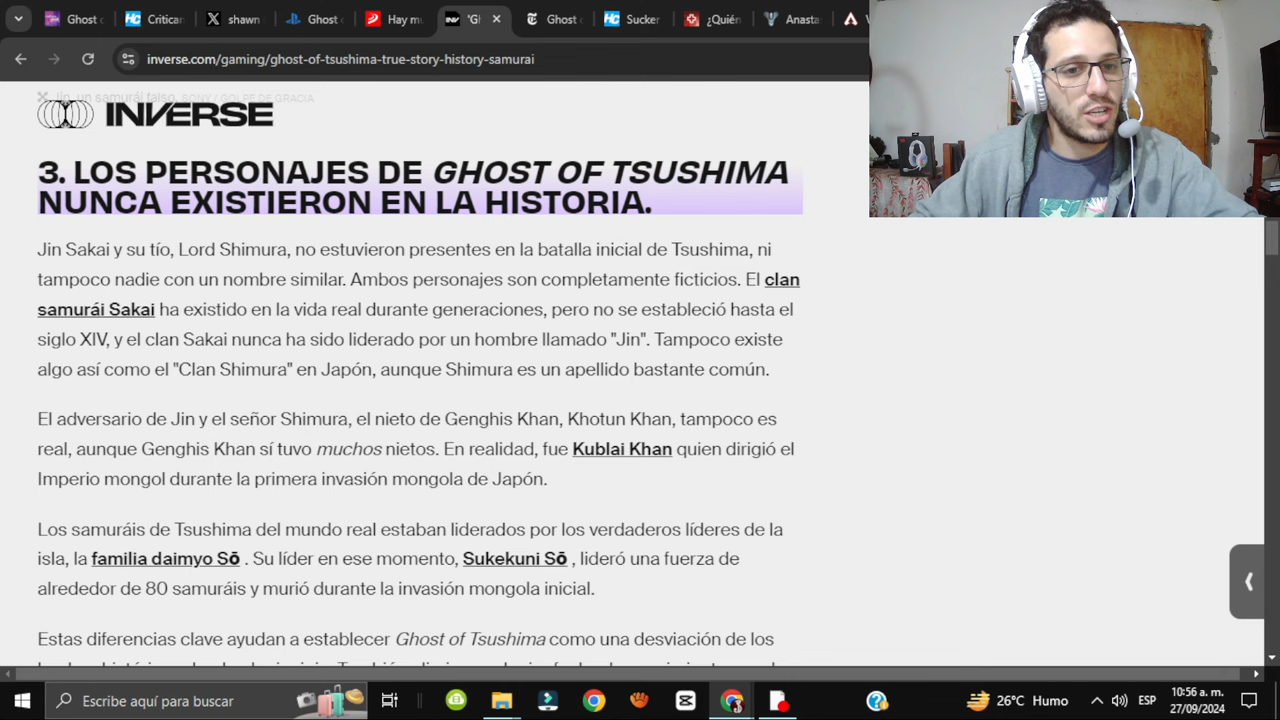 Ghost o
Critican
shawn
Ghost o
Hay mu
'Gl
Ghost o
Sucker
¿Quién
Anasta
inverse.com/gaming/ghost-of-tsushima-true-story-history-samurai
Jin, un samurái falso. SONY / GOLPE DE GRACIA
INVERSE
3. LOS PERSONAJES DE GHOST OF TSUSHIMA
NUNCA EXISTIERON EN LA HISTORIA.
Jin Sakai y su tío, Lord Shimura, no estuvieron presentes en la batalla inicial de Tsushima, ni
tampoco nadie con un nombre similar. Ambos personajes son completamente ficticios. El clan
samurái Sakai ha existido en la vida real durante generaciones, pero no se estableció hasta el
siglo XIV, y el clan Sakai nunca ha sido liderado por un hombre llamado "Jin". Tampoco existe
algo así como el "Clan Shimura" en Japón, aunque Shimura es un apellido bastante común.
El adversario de Jin y el señor Shimura, el nieto de Genghis Khan, Khotun Khan, tampoco es
real, aunque Genghis Khan sí tuvo muchos nietos. En realidad, fue Kublai Khan quien dirigió el
Imperio mongol durante la primera invasión mongola de Japón.
Los samuráis de Tsushima del mundo real estaban liderados por los verdaderos líderes de la
isla, la familia daimyo Sō . Su líder en ese momento, Sukekuni Sō , lideró una fuerza de
alrededor de 80 samuráis y murió durante la invasión mongola inicial.
Estas diferencias clave ayudan a establecer Ghost of Tsushima como una desviación de los
Escribe aquí para buscar
26°C Humo
ESP
10:56 a. m.
27/09/2024